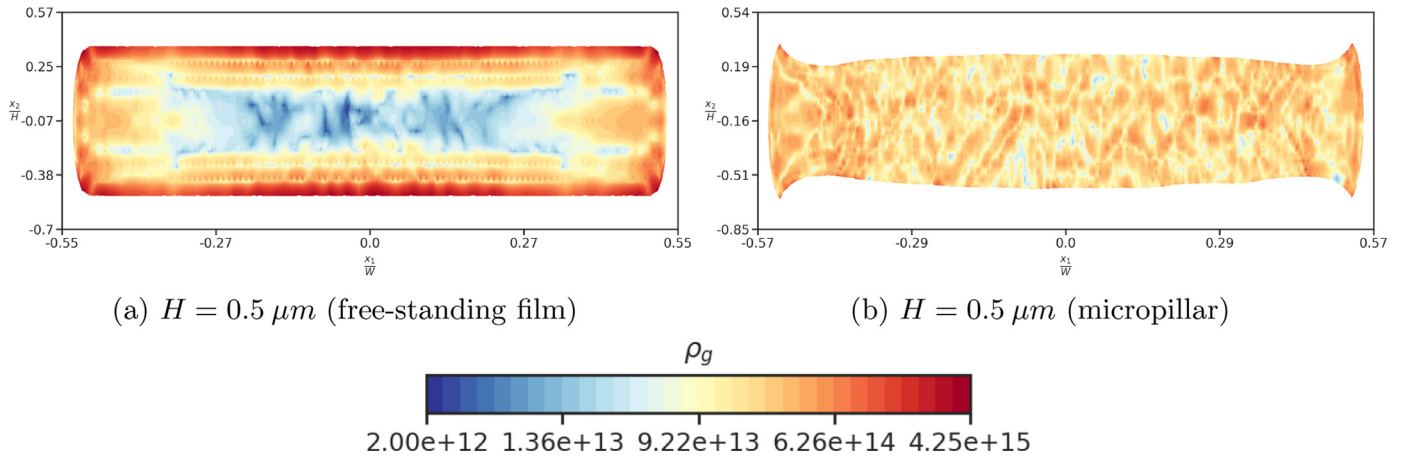 0.57
0.25
-0.07
-0.38
-0.7
x₂/H
-0.55 -0.27 0.0 0.27 0.55
x₁/W
0.54
0.19
-0.16
-0.51
-0.85
x₂/H
-0.57 -0.29 0.0 0.29 0.57
x₁/W
(a) H = 0.5 μm (free-standing film)
(b) H = 0.5 μm (micropillar)
ρg
2.00e+12 1.36e+13 9.22e+13 6.26e+14 4.25e+15